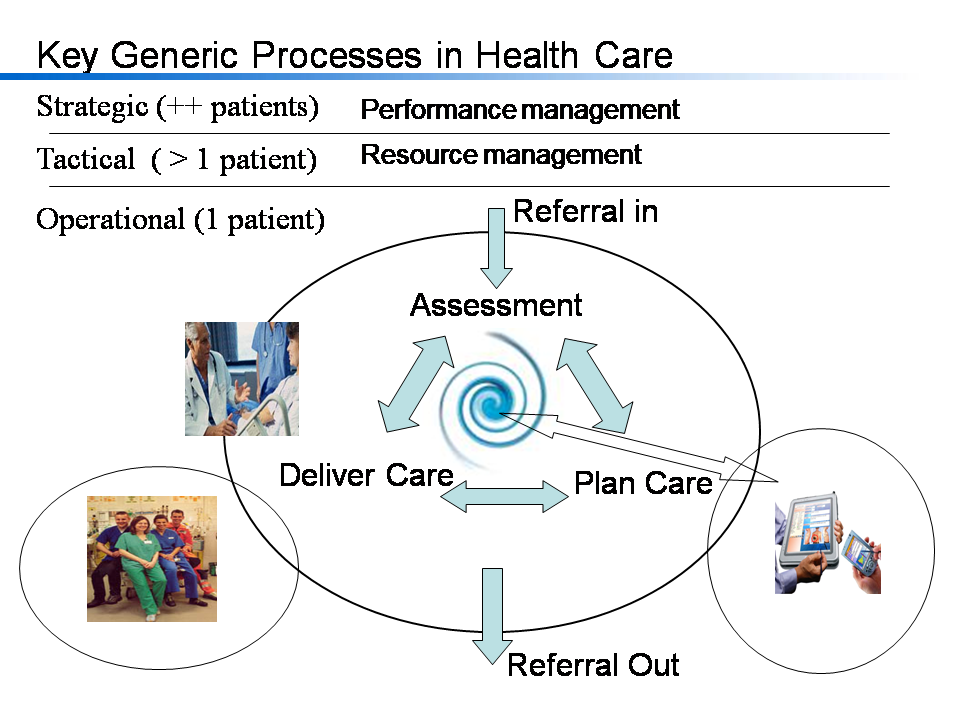 Key Generic Processes in Health Care
Strategic (++ patients)
Performance management
Tactical ( > 1 patient)
Resource management
Operational (1 patient)
Referral in
Assessment
Deliver Care
Plan Care
Referral Out